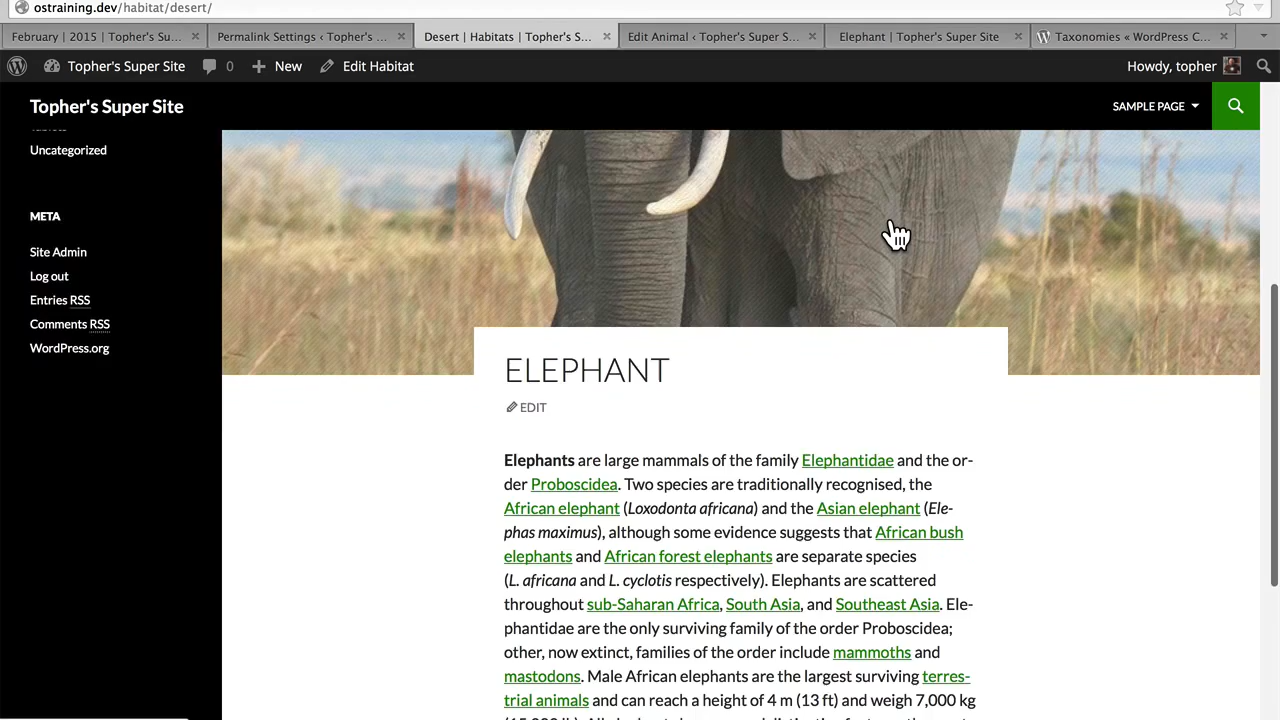 ostraining.dev/habitat/desert/
February | 2015 | Topher's Su...
Permalink Settings ‹ Topher's ...
Desert | Habitats | Topher's S...
Edit Animal ‹ Topher's Super S...
Elephant | Topher's Super Site
Taxonomies « WordPress C...
Topher's Super Site
0
New
Edit Habitat
Howdy, topher
Topher's Super Site
SAMPLE PAGE
Uncategorized
META
Site Admin
Log out
Entries RSS
Comments RSS
WordPress.org
ELEPHANT
EDIT
Elephants are large mammals of the family Elephantidae and the or-
der Proboscidea. Two species are traditionally recognised, the
African elephant (Loxodonta africana) and the Asian elephant (Ele-
phas maximus), although some evidence suggests that African bush
elephants and African forest elephants are separate species
(L. africana and L. cyclotis respectively). Elephants are scattered
throughout sub-Saharan Africa, South Asia, and Southeast Asia. Ele-
phantidae are the only surviving family of the order Proboscidea;
other, now extinct, families of the order include mammoths and
mastodons. Male African elephants are the largest surviving terres-
trial animals and can reach a height of 4 m (13 ft) and weigh 7,000 kg